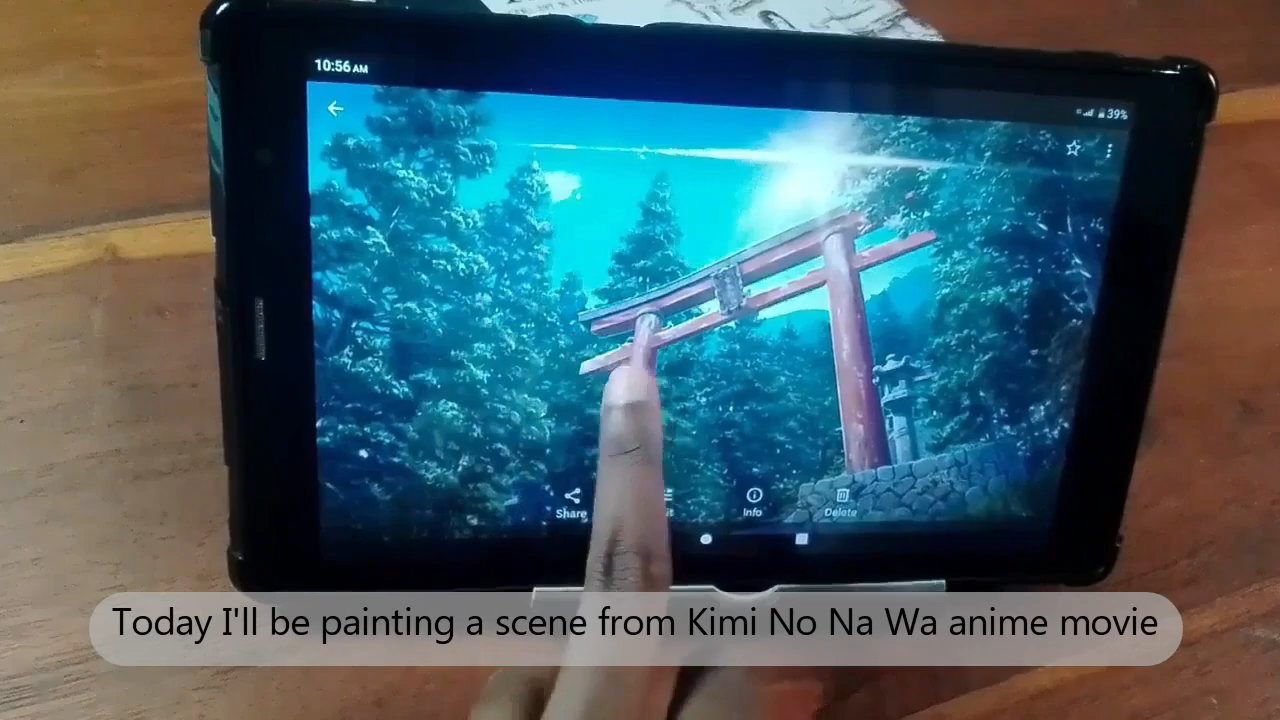 10:56 AM
39%
Share
Info
Delete
Today I'll be painting a scene from Kimi No Na Wa anime movie